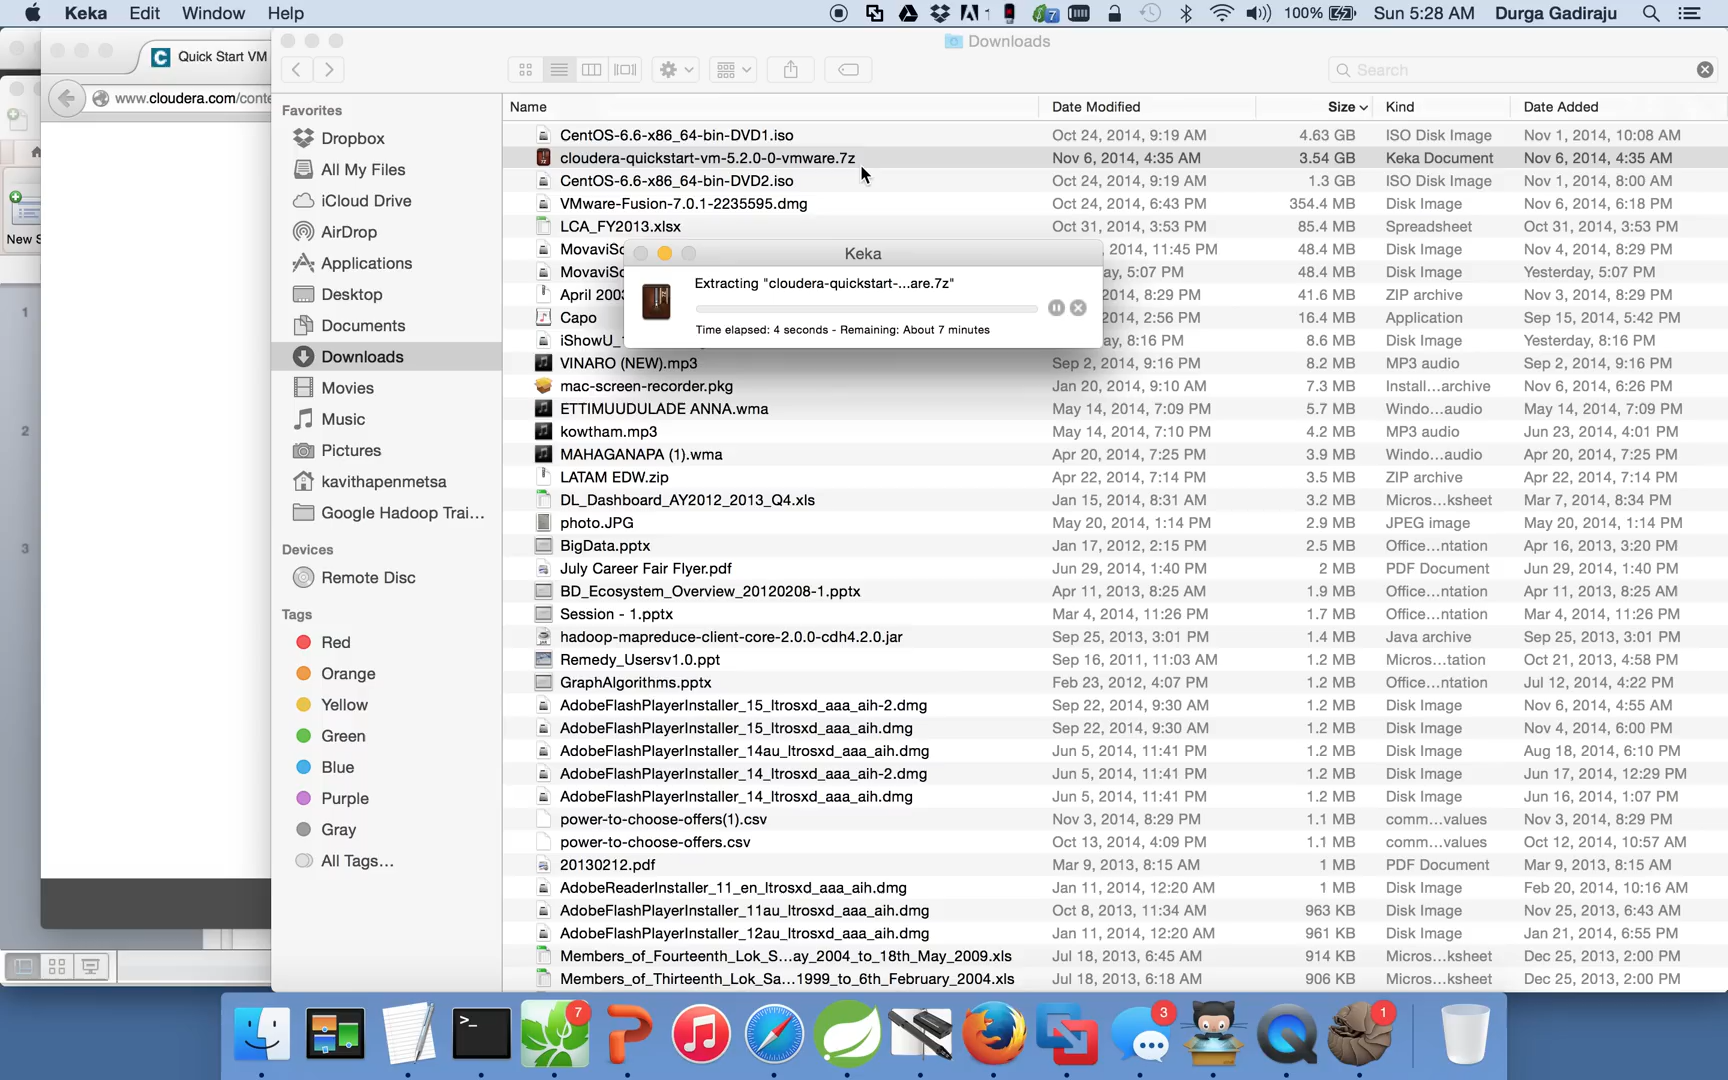 Keka Edit Window Help
1 7 100% Sun 5:28 AM Durga Gadiraju
Quick Start VM
www.cloudera.com/conte
New S
1
2
3
Downloads
Search
Favorites
Dropbox
All My Files
iCloud Drive
AirDrop
Applications
Desktop
Documents
Downloads
Movies
Music
Pictures
kavithapenmetsa
Google Hadoop Trai...
Devices
Remote Disc
Tags
Red
Orange
Yellow
Green
Blue
Purple
Gray
All Tags...
Name Date Modified Size Kind Date Added
CentOS-6.6-x86_64-bin-DVD1.iso Oct 24, 2014, 9:19 AM 4.63 GB ISO Disk Image Nov 1, 2014, 10:08 AM
cloudera-quickstart-vm-5.2.0-0-vmware.7z Nov 6, 2014, 4:35 AM 3.54 GB Keka Document Nov 6, 2014, 4:35 AM
CentOS-6.6-x86_64-bin-DVD2.iso Oct 24, 2014, 9:19 AM 1.3 GB ISO Disk Image Nov 1, 2014, 8:00 AM
VMware-Fusion-7.0.1-2235595.dmg Oct 24, 2014, 6:43 PM 354.4 MB Disk Image Nov 6, 2014, 6:18 PM
LCA_FY2013.xlsx Oct 31, 2014, 3:53 PM 85.4 MB Spreadsheet Oct 31, 2014, 3:53 PM
MovaviSc 2014, 11:45 PM 48.4 MB Disk Image Nov 4, 2014, 8:29 PM
MovaviSc ay, 5:07 PM 48.4 MB Disk Image Yesterday, 5:07 PM
April 2003 2014, 8:29 PM 41.6 MB ZIP archive Nov 3, 2014, 8:29 PM
Capo 2014, 2:56 PM 16.4 MB Application Sep 15, 2014, 5:42 PM
iShowU_ ay, 8:16 PM 8.6 MB Disk Image Yesterday, 8:16 PM
VINARO (NEW).mp3 Sep 2, 2014, 9:16 PM 8.2 MB MP3 audio Sep 2, 2014, 9:16 PM
mac-screen-recorder.pkg Jan 20, 2014, 9:10 AM 7.3 MB Install...archive Nov 6, 2014, 6:26 PM
ETTIMUUDULADE ANNA.wma May 14, 2014, 7:09 PM 5.7 MB Windo...audio May 14, 2014, 7:09 PM
kowtham.mp3 May 14, 2014, 7:10 PM 4.2 MB MP3 audio Jun 23, 2014, 4:01 PM
MAHAGANAPA (1).wma Apr 20, 2014, 7:25 PM 3.9 MB Windo...audio Apr 20, 2014, 7:25 PM
LATAM EDW.zip Apr 22, 2014, 7:14 PM 3.5 MB ZIP archive Apr 22, 2014, 7:14 PM
DL_Dashboard_AY2012_2013_Q4.xls Jan 15, 2014, 8:31 AM 3.2 MB Micros...ksheet Mar 7, 2014, 8:34 PM
photo.JPG May 20, 2014, 1:14 PM 2.9 MB JPEG image May 20, 2014, 1:14 PM
BigData.pptx Jan 17, 2012, 2:15 PM 2.5 MB Office...ntation Apr 16, 2013, 3:20 PM
July Career Fair Flyer.pdf Jun 29, 2014, 1:40 PM 2 MB PDF Document Jun 29, 2014, 1:40 PM
BD_Ecosystem_Overview_20120208-1.pptx Apr 11, 2013, 8:25 AM 1.9 MB Office...ntation Apr 11, 2013, 8:25 AM
Session - 1.pptx Mar 4, 2014, 11:26 PM 1.7 MB Office...ntation Mar 4, 2014, 11:26 PM
hadoop-mapreduce-client-core-2.0.0-cdh4.2.0.jar Sep 25, 2013, 3:01 PM 1.4 MB Java archive Sep 25, 2013, 3:01 PM
Remedy_Usersv1.0.ppt Sep 16, 2011, 11:03 AM 1.2 MB Micros...tation Oct 21, 2013, 4:58 PM
GraphAlgorithms.pptx Feb 23, 2012, 4:07 PM 1.2 MB Office...ntation Jul 12, 2014, 4:22 PM
AdobeFlashPlayerInstaller_15_ltrosxd_aaa_aih-2.dmg Sep 22, 2014, 9:30 AM 1.2 MB Disk Image Nov 6, 2014, 4:55 AM
AdobeFlashPlayerInstaller_15_ltrosxd_aaa_aih.dmg Sep 22, 2014, 9:30 AM 1.2 MB Disk Image Nov 4, 2014, 6:00 PM
AdobeFlashPlayerInstaller_14au_ltrosxd_aaa_aih.dmg Jun 5, 2014, 11:41 PM 1.2 MB Disk Image Aug 18, 2014, 6:10 PM
AdobeFlashPlayerInstaller_14_ltrosxd_aaa_aih-2.dmg Jun 5, 2014, 11:41 PM 1.2 MB Disk Image Jun 17, 2014, 12:29 PM
AdobeFlashPlayerInstaller_14_ltrosxd_aaa_aih.dmg Jun 5, 2014, 11:41 PM 1.2 MB Disk Image Jun 16, 2014, 1:07 PM
power-to-choose-offers(1).csv Nov 3, 2014, 8:29 PM 1.1 MB comm...values Nov 3, 2014, 8:29 PM
power-to-choose-offers.csv Oct 13, 2014, 4:09 PM 1.1 MB comm...values Oct 12, 2014, 10:57 AM
20130212.pdf Mar 9, 2013, 8:15 AM 1 MB PDF Document Mar 9, 2013, 8:15 AM
AdobeReaderInstaller_11_en_ltrosxd_aaa_aih.dmg Jan 11, 2014, 12:20 AM 1 MB Disk Image Feb 20, 2014, 10:16 AM
AdobeFlashPlayerInstaller_11au_ltrosxd_aaa_aih.dmg Oct 8, 2013, 11:34 AM 963 KB Disk Image Nov 25, 2013, 6:43 AM
AdobeFlashPlayerInstaller_12au_ltrosxd_aaa_aih.dmg Jan 11, 2014, 12:20 AM 961 KB Disk Image Jan 21, 2014, 6:55 PM
Members_of_Fourteenth_Lok_S...ay_2004_to_18th_May_2009.xls Jul 18, 2013, 6:45 AM 914 KB Micros...ksheet Dec 25, 2013, 2:00 PM
Members_of_Thirteenth_Lok_Sa...1999_to_6th_February_2004.xls Jul 18, 2013, 6:18 AM 906 KB Micros...ksheet Dec 25, 2013, 2:00 PM
Keka
Extracting "cloudera-quickstart-...are.7z"
Time elapsed: 4 seconds - Remaining: About 7 minutes
7 3 1